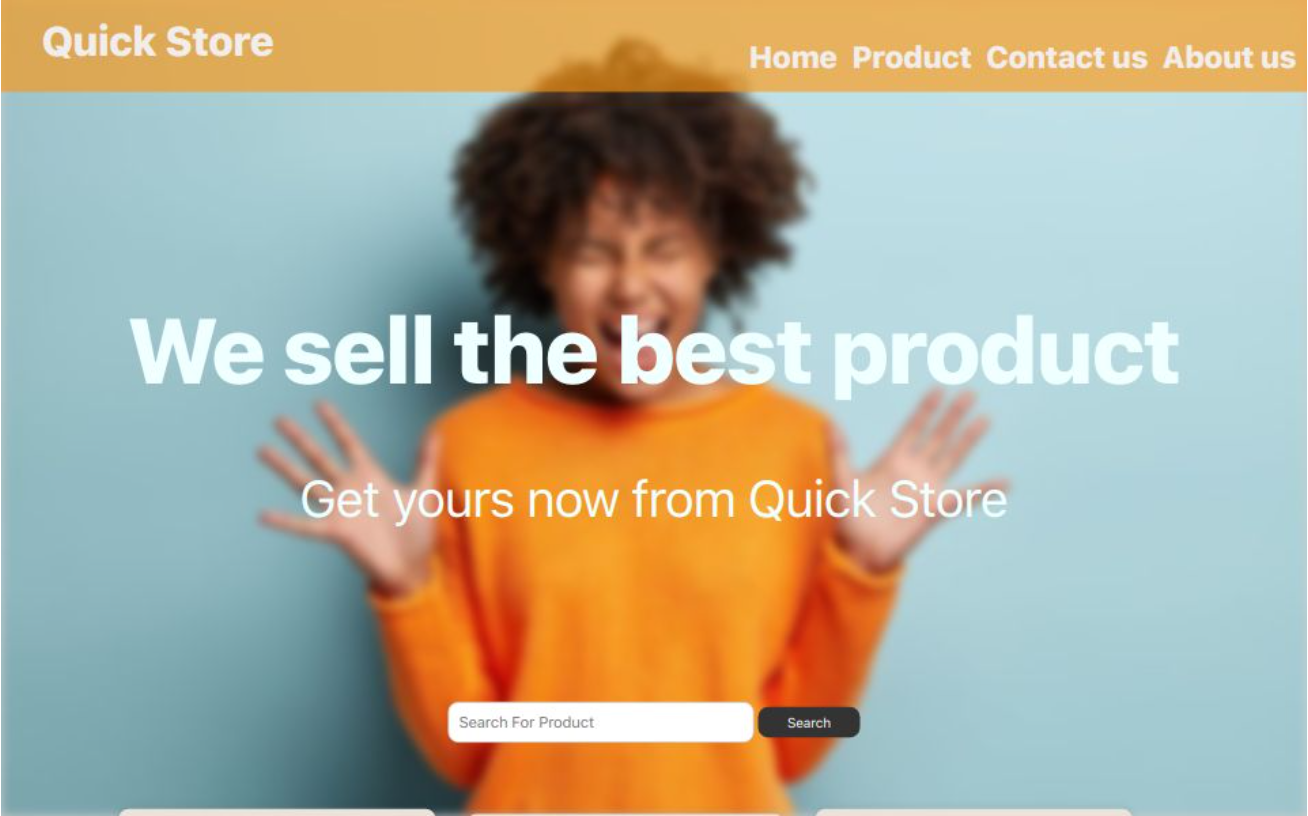 Quick Store
Home Product Contact us About us
We sell the best product
Get yours now from Quick Store
Search For Product
Search